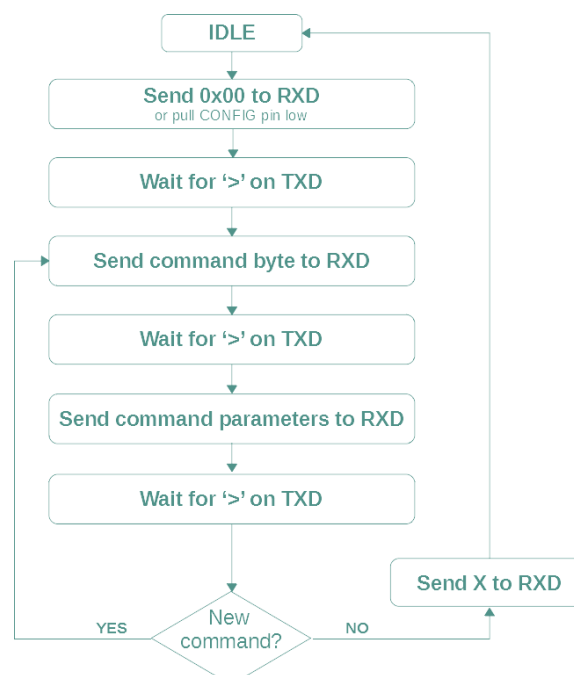 IDLE
Send 0x00 to RXD
or pull CONFIG pin low
Wait for ‘>’ on TXD
Send command byte to RXD
Wait for ‘>’ on TXD
Send command parameters to RXD
Wait for ‘>’ on TXD
Send X to RXD
New
command?
YES
NO